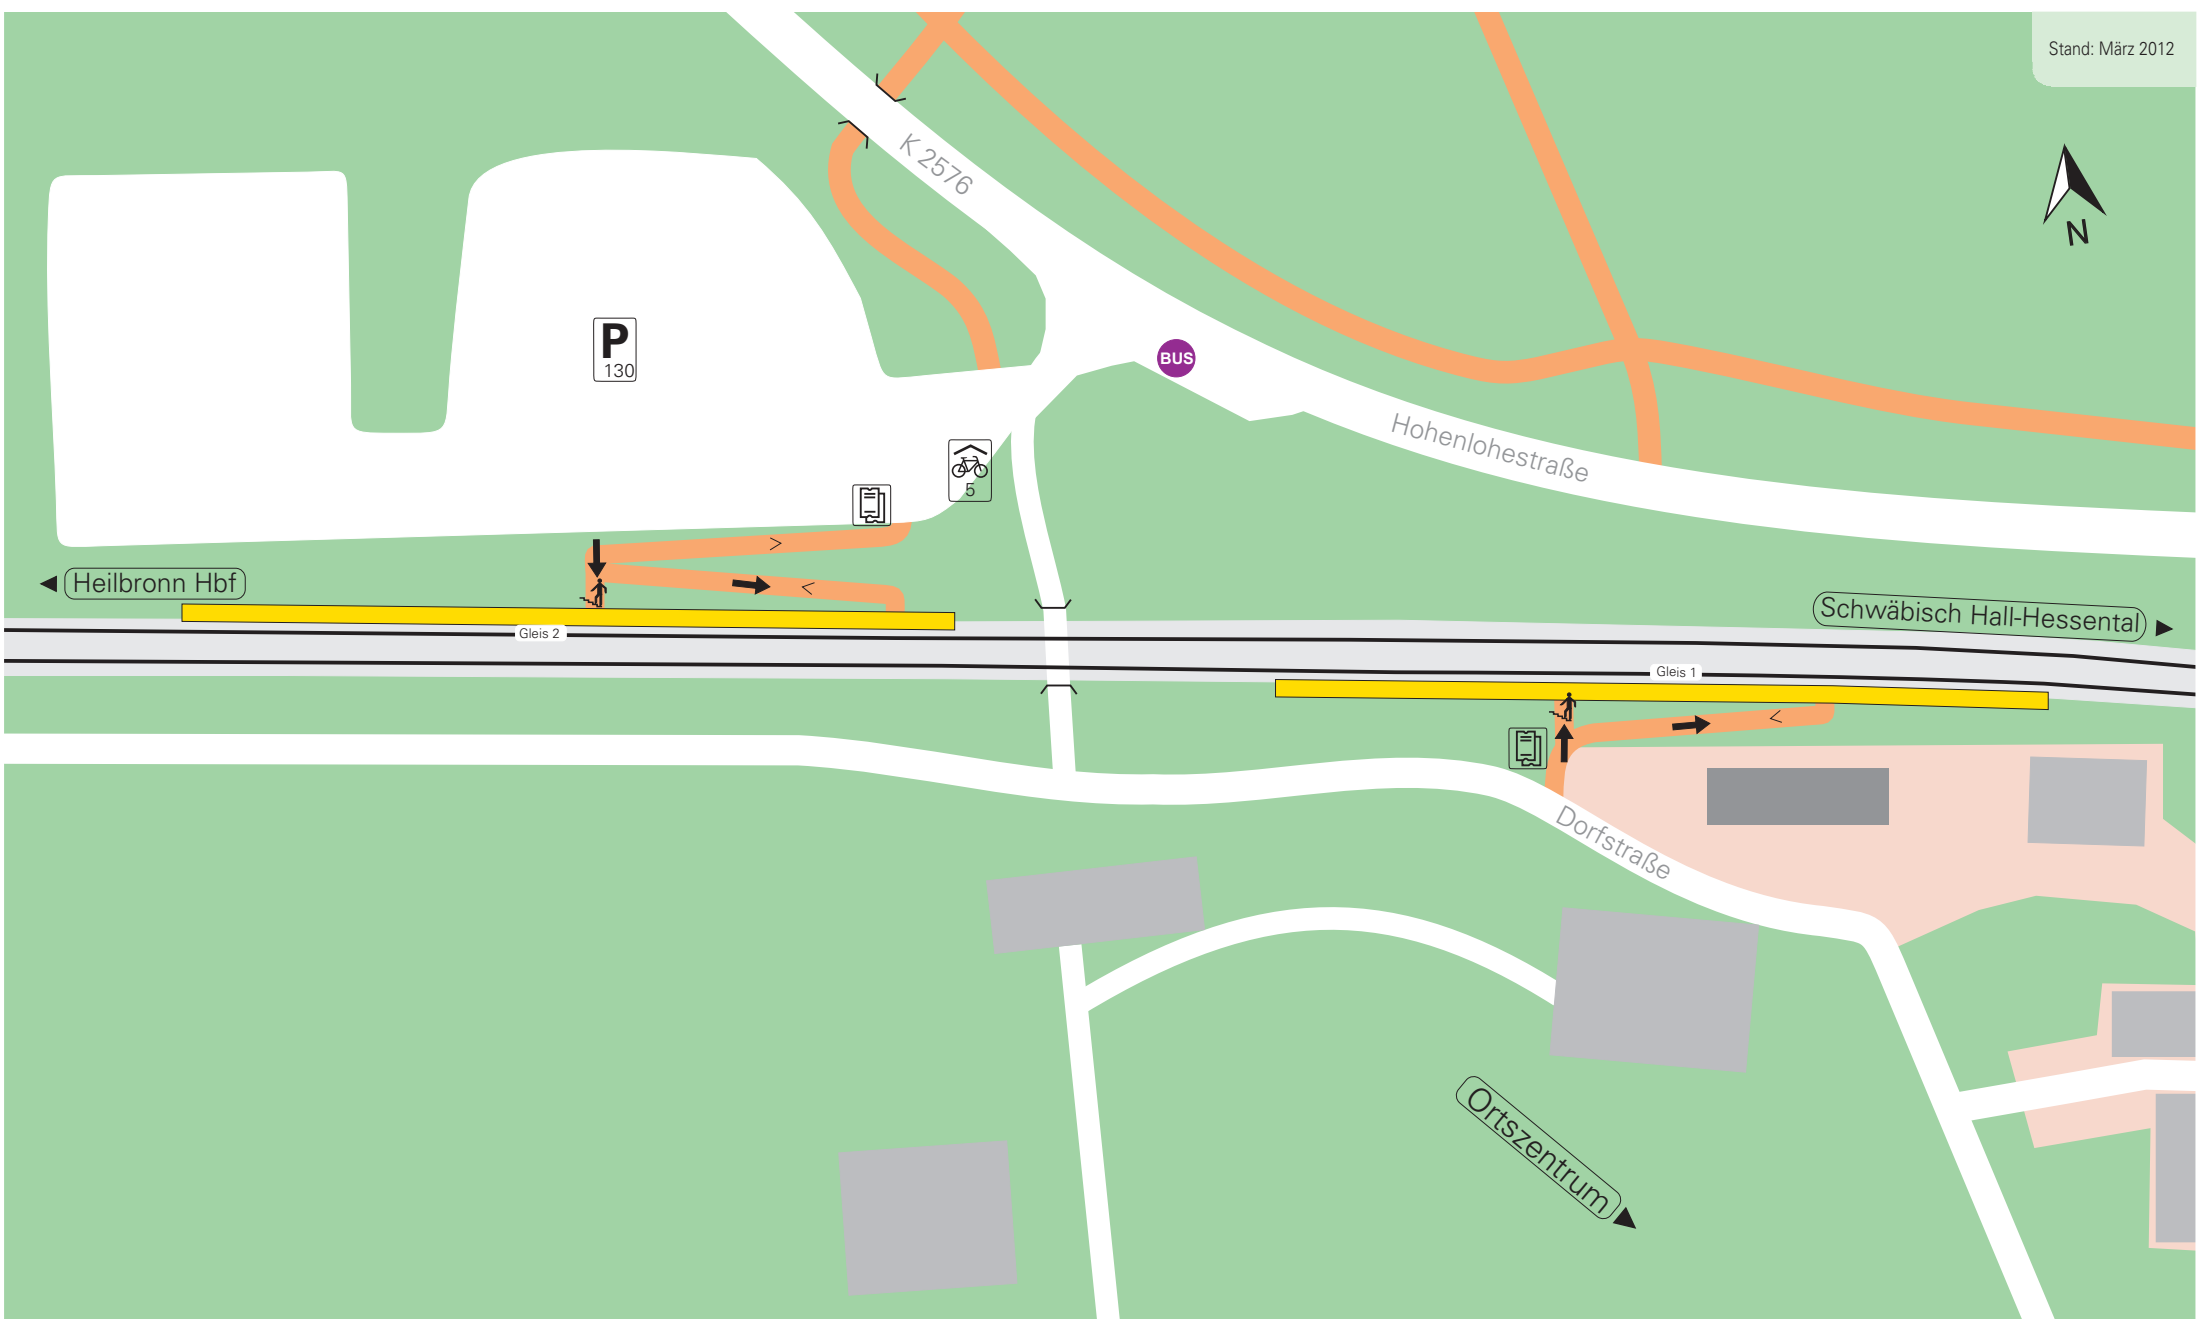 Stand: März 2012
K 2576
N
P
130
BUS
Hohenlohestraße
5
Heilbronn Hbf
Schwäbisch Hall-Hessental
Gleis 2
Gleis 1
Dorfstraße
Ortszentrum